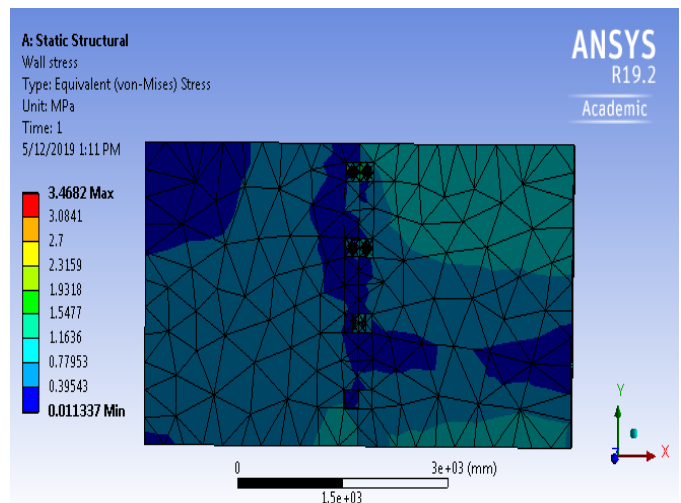 A: Static Structural
Wall stress
Type: Equivalent (von-Mises) Stress
Unit: MPa
Time: 1
5/12/2019 1:11 PM
ANSYS
R19.2
Academic
3.4682 Max
3.0841
2.7
2.3159
1.9318
1.5477
1.1636
0.77953
0.39543
0.011337 Min
Y
X
0 3e+03 (mm)
1.5e+03